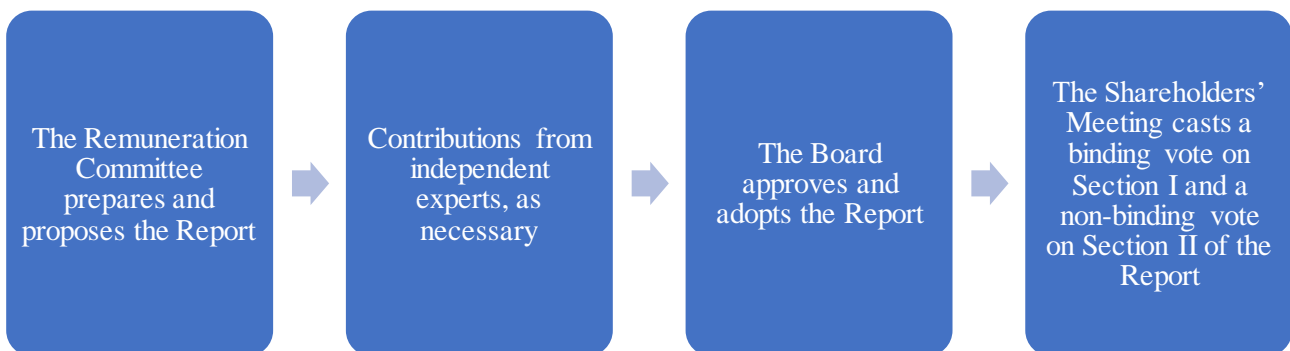 The Remuneration
Committee
prepares and
proposes the Report
Contributions from
independent
experts, as
necessary
The Board
approves and
adopts the Report
The Shareholders’
Meeting casts a
binding vote on
Section I and a
non-binding vote
on Section II of the
Report